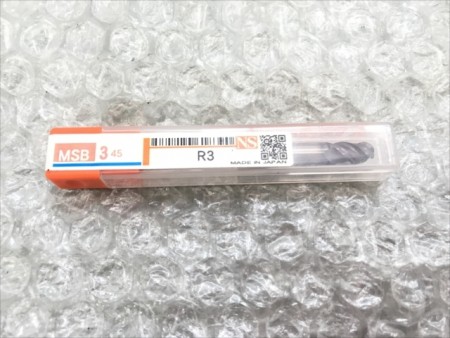 MSB 3 45
R3
NS
MADE IN JAPAN